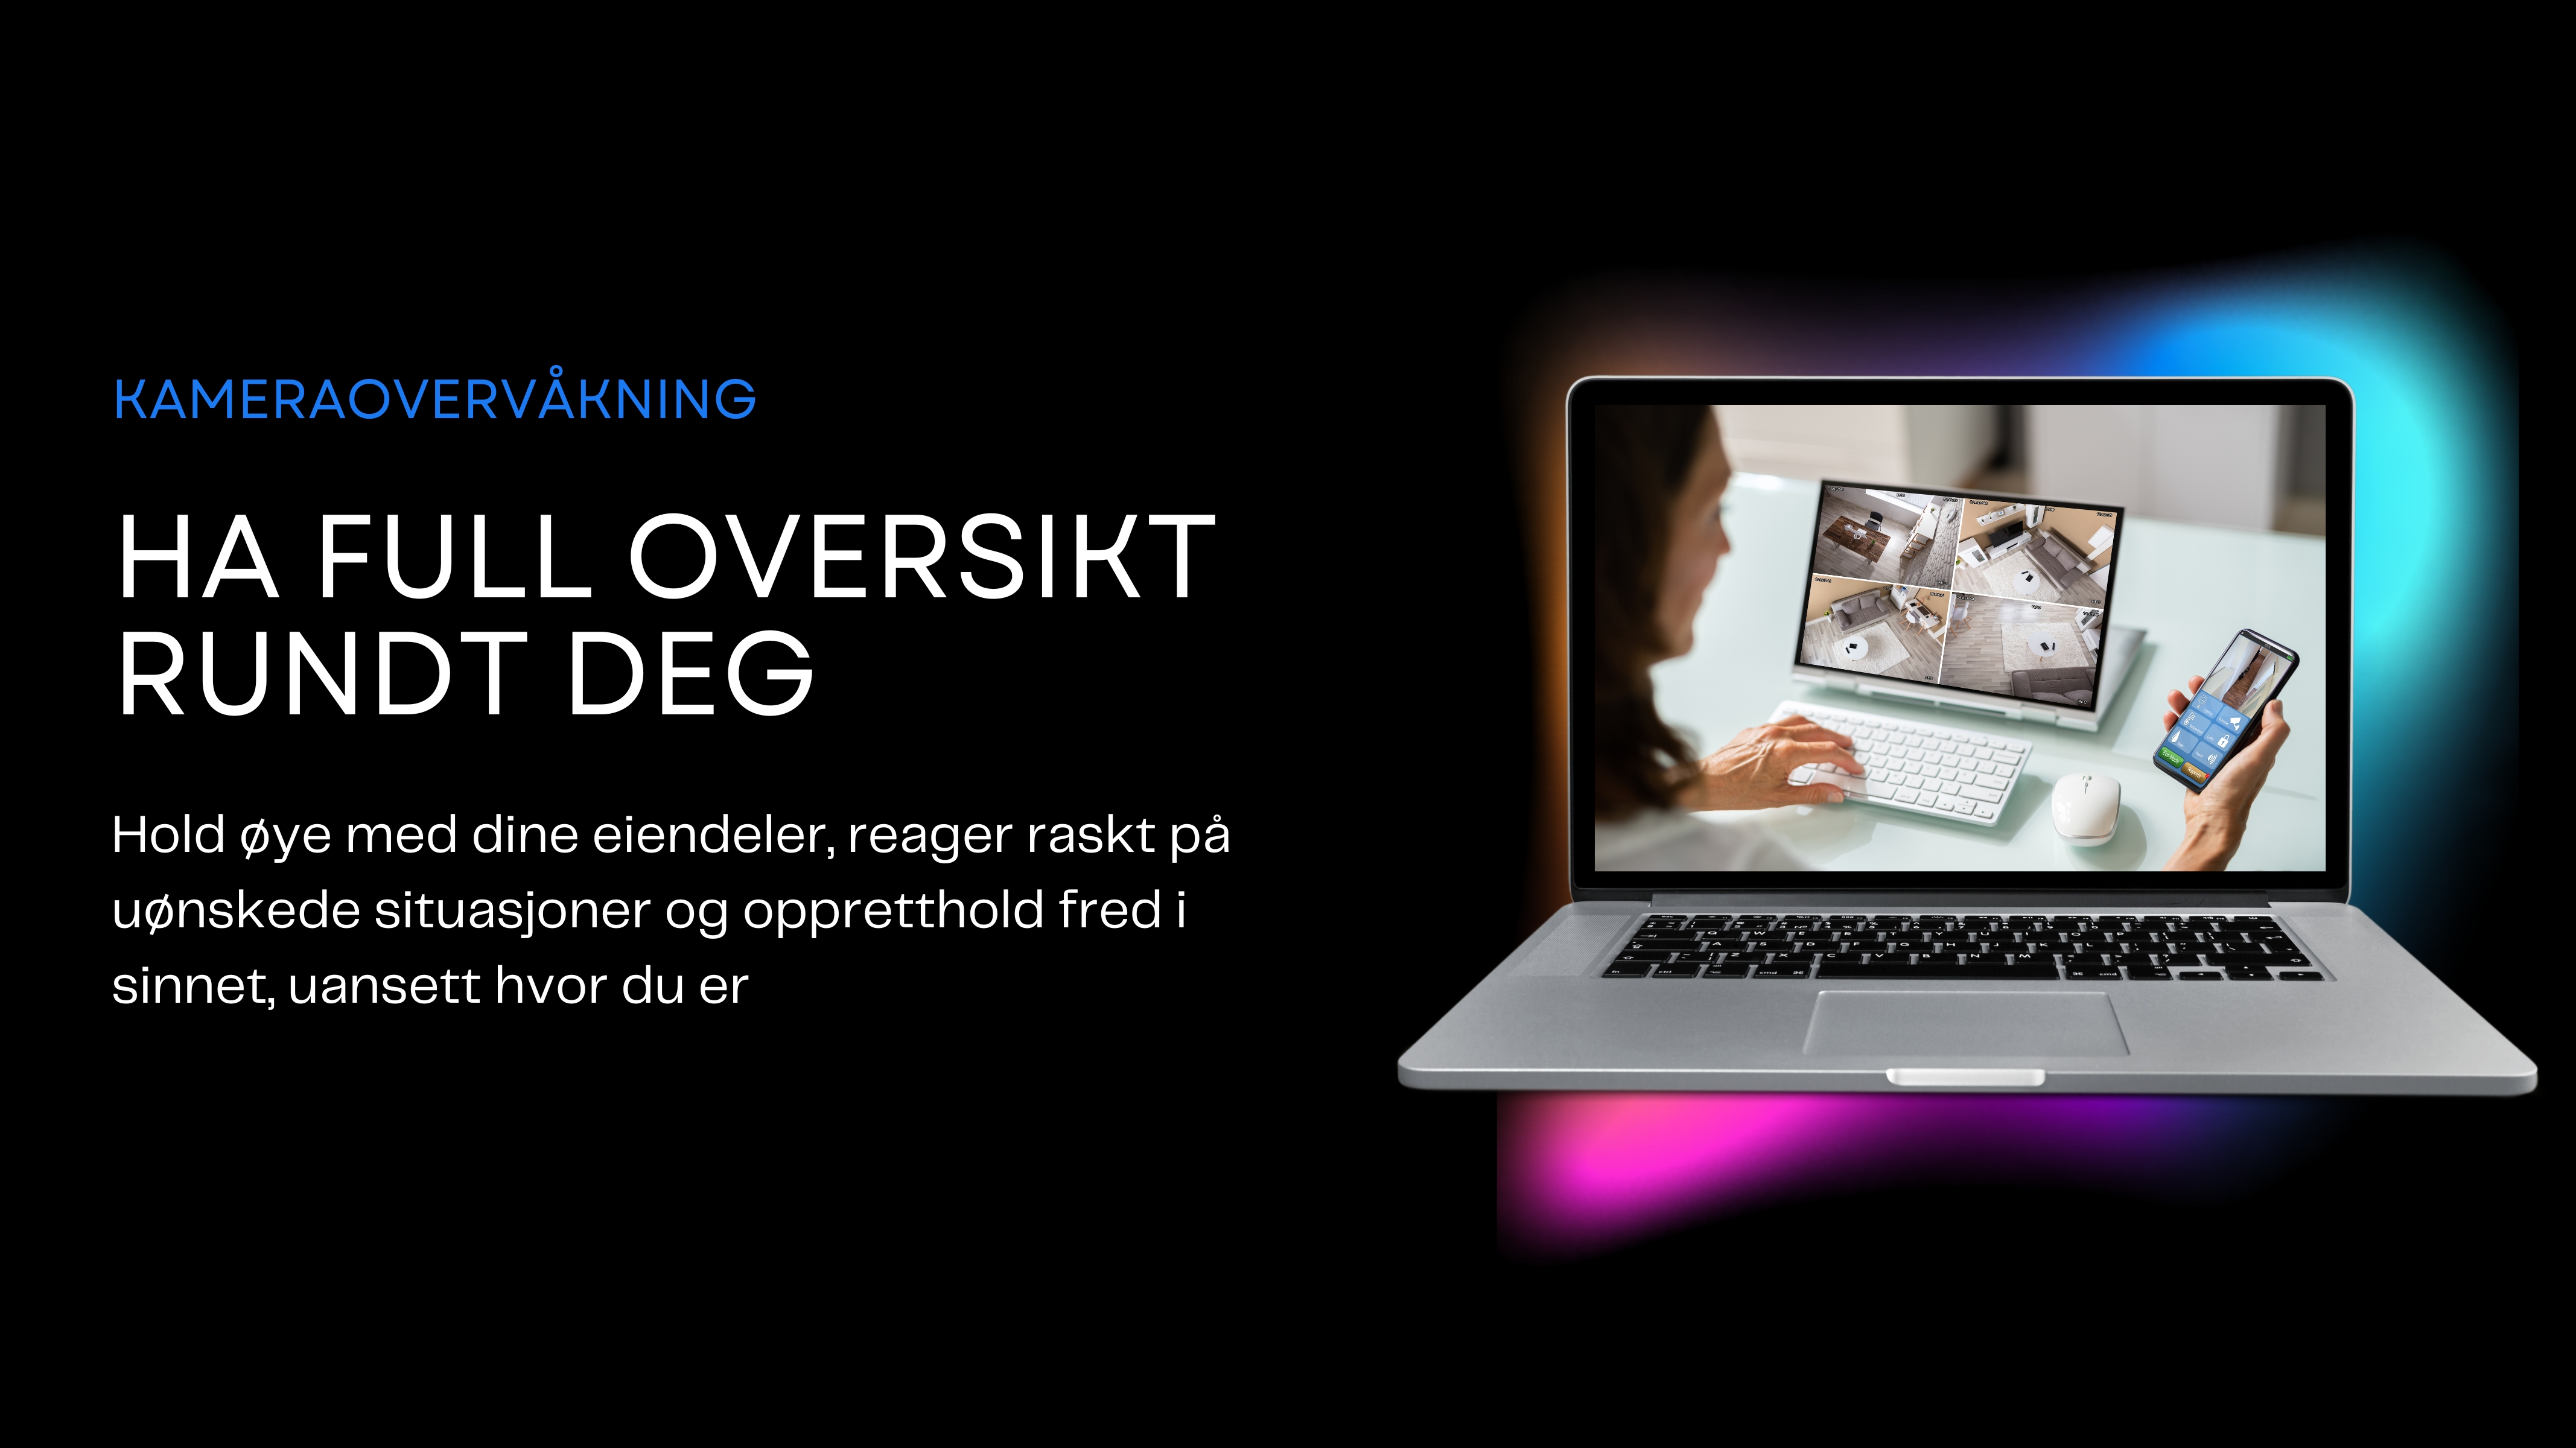 KAMERAOVERVÅKNING
HA FULL OVERSIKT
RUNDT DEG
Hold øye med dine eiendeler, reager raskt på
uønskede situasjoner og oppretthold fred i
sinnet, uansett hvor du er